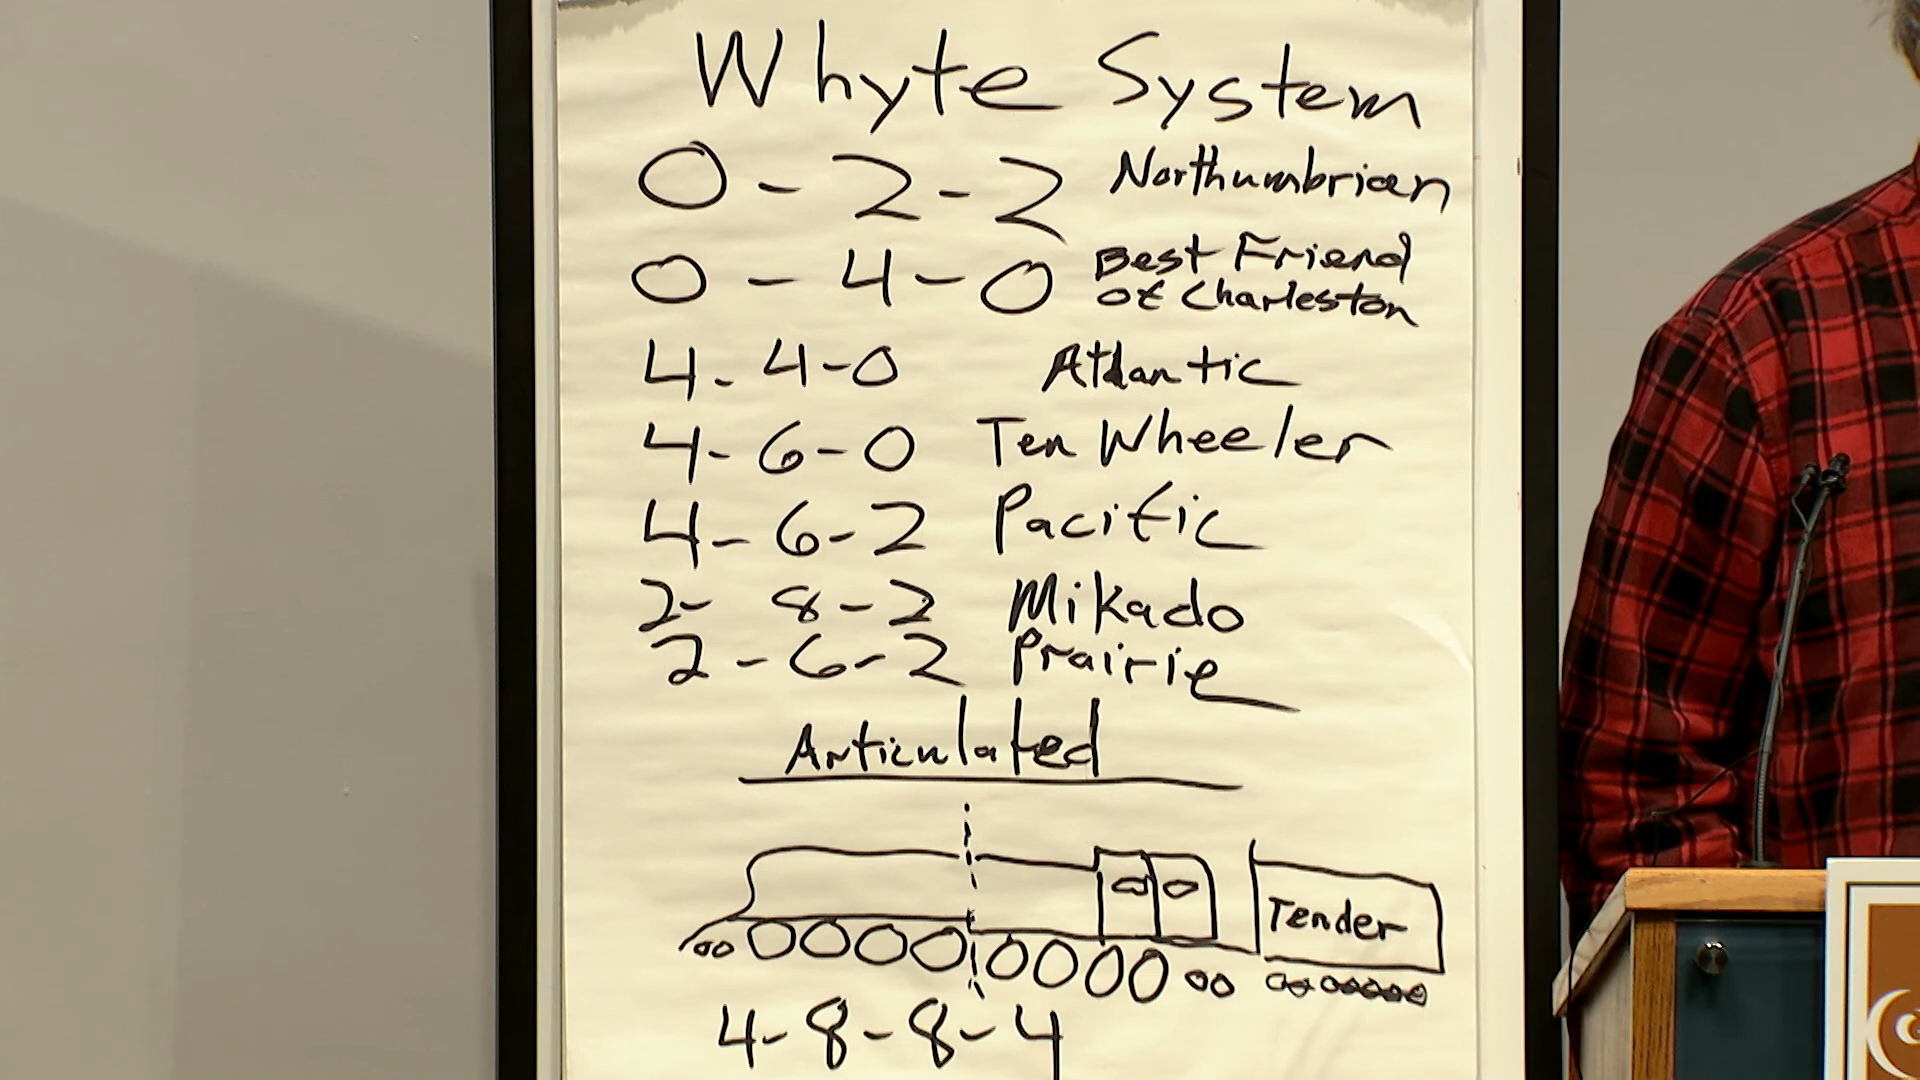 Whyte System
0-2-2 Northumbrian
0-4-0 Best Friend
of Charleston
4-4-0 Atlantic
4-6-0 Ten Wheeler
4-6-2 Pacific
2-8-2 Mikado
2-6-2 Prairie
Articulated
Tender
4-8-8-4